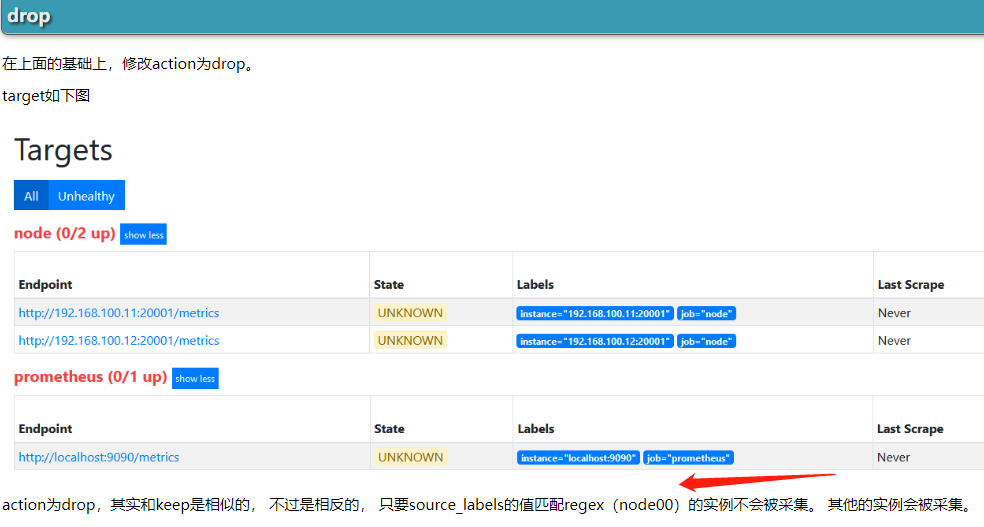 drop
在上面的基础上，修改action为drop。
target如下图
Targets
All Unhealthy
node (0/2 up) show less
Endpoint State Labels Last Scrape
http://192.168.100.11:20001/metrics UNKNOWN instance="192.168.100.11:20001" job="node" Never
http://192.168.100.12:20001/metrics UNKNOWN instance="192.168.100.12:20001" job="node" Never
prometheus (0/1 up) show less
Endpoint State Labels Last Scrape
http://localhost:9090/metrics UNKNOWN instance="localhost:9090" job="prometheus" Never
action为drop，其实和keep是相似的， 不过是相反的， 只要source_labels的值匹配regex（node00）的实例不会被采集。 其他的实例会被采集。